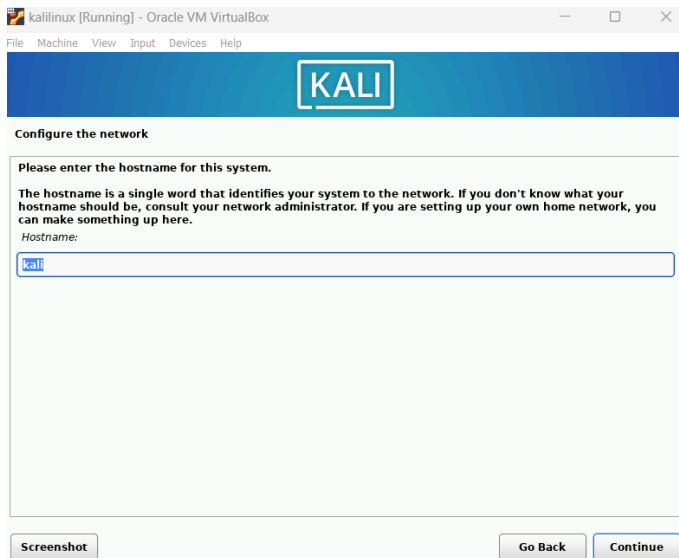 kalilinux [Running] - Oracle VM VirtualBox
File Machine View Input Devices Help
KALI
Configure the network
Please enter the hostname for this system.
The hostname is a single word that identifies your system to the network. If you don't know what your
hostname should be, consult your network administrator. If you are setting up your own home network, you
can make something up here.
Hostname:
kali
Screenshot Go Back Continue